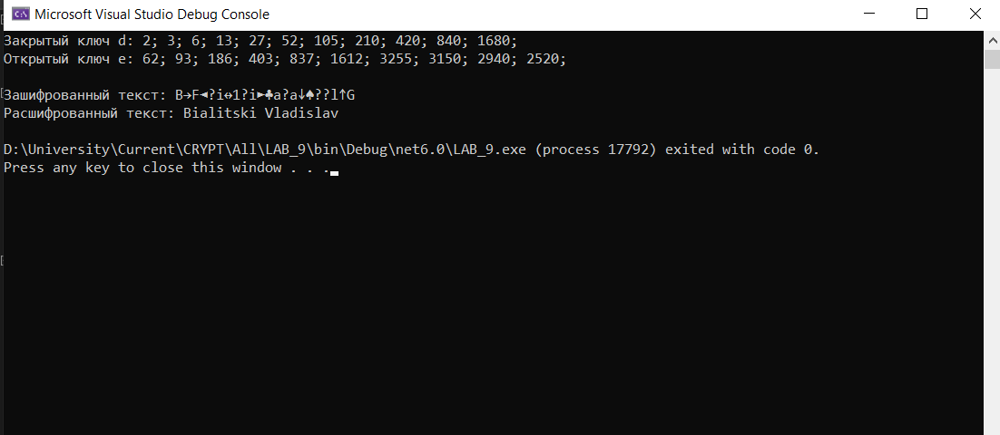 Microsoft Visual Studio Debug Console
Закрытый ключ d: 2; 3; 6; 13; 27; 52; 105; 210; 420; 840; 1680;
Открытый ключ e: 62; 93; 186; 403; 837; 1612; 3255; 3150; 2940; 2520;
Зашифрованный текст: B→F◄?i↔1?i►♣a?a↓♠??l↑G
Расшифрованный текст: Bialitski Vladislav
D:\University\Current\CRYPT\All\LAB_9\bin\Debug\net6.0\LAB_9.exe (process 17792) exited with code 0.
Press any key to close this window . . .